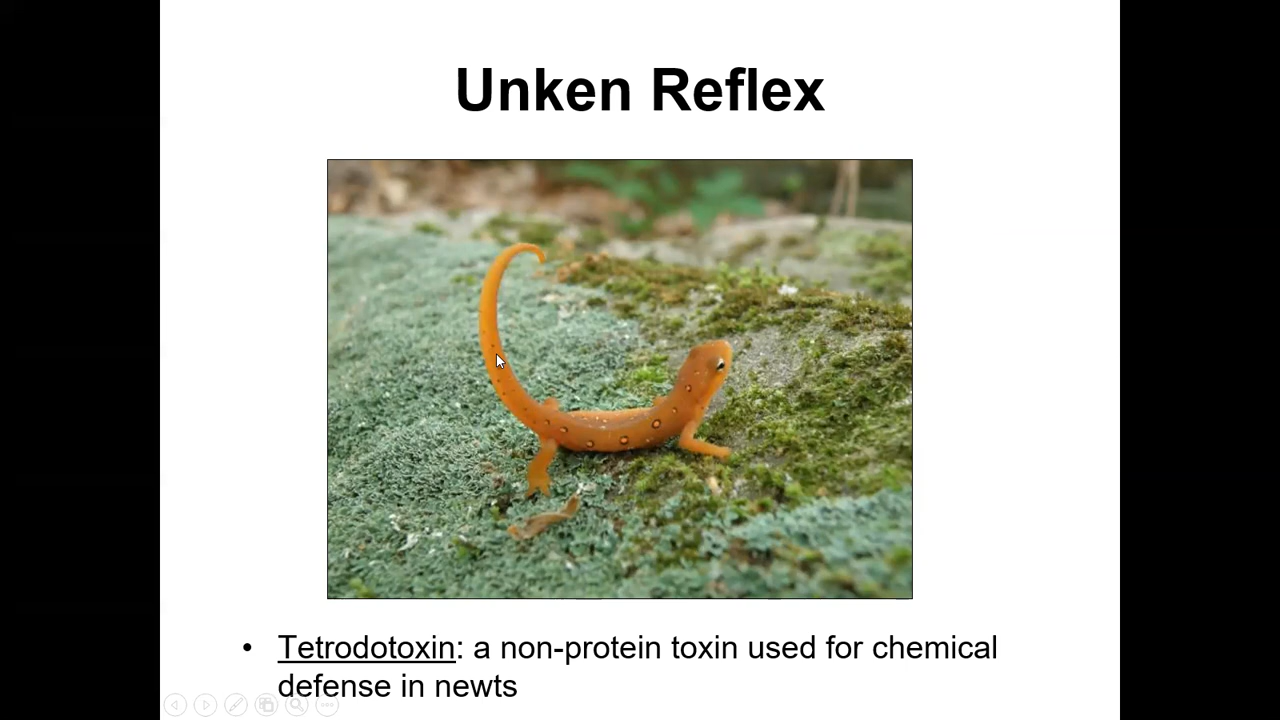 Unken Reflex
• Tetrodotoxin: a non-protein toxin used for chemical
defense in newts